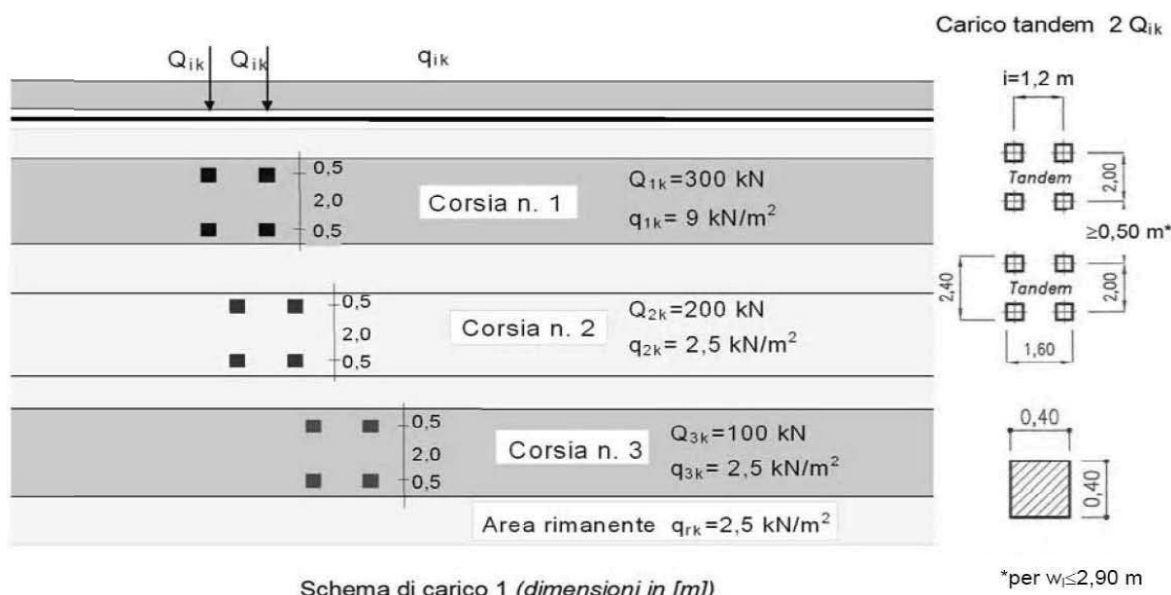 Carico tandem 2 Qik
Qik Qik qik
i=1,2 m
0,5
2,0
0,5
Corsia n. 1
Q1k=300 kN
q1k= 9 kN/m²
Tandem
2,00
≥0,50 m*
0,5
2,0
0,5
Corsia n. 2
Q2k=200 kN
q2k= 2,5 kN/m²
2,40
Tandem
2,00
1,60
0,5
2,0
0,5
Corsia n. 3
Q3k=100 kN
q3k= 2,5 kN/m²
0,40
0,40
Area rimanente qrk=2,5 kN/m²
Schema di carico 1 (dimensioni in [m])
*per wl≤2,90 m